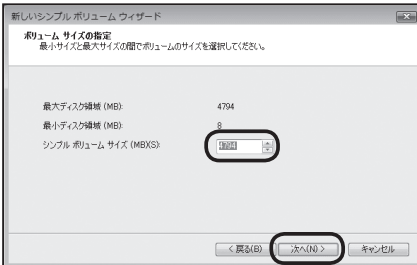 新しいシンプル ボリューム ウィザード
ボリューム サイズの指定
最小サイズと最大サイズの間でボリュームのサイズを選択してください。
最大ディスク領域 (MB): 4794
最小ディスク領域 (MB): 8
シンプル ボリューム サイズ (MB)(S): 4794
< 戻る(B) 次へ(N) > キャンセル